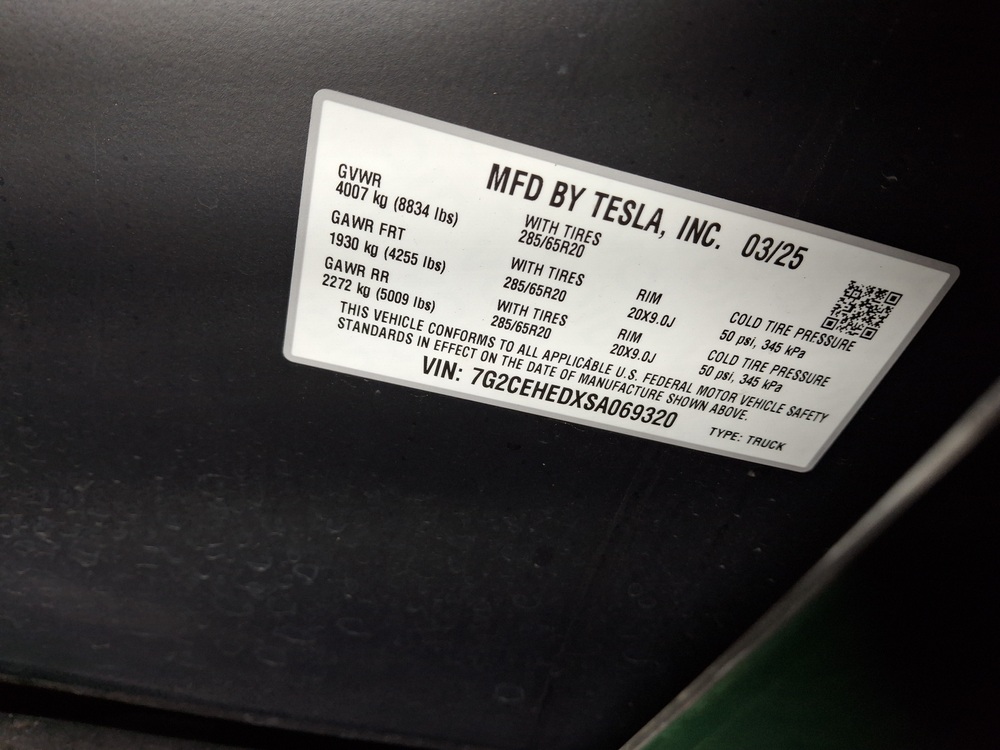 MFD BY TESLA, INC. 03/25
GVWR
4007 kg (8834 lbs)
WITH TIRES
285/65R20
GAWR FRT
1930 kg (4255 lbs)
WITH TIRES
285/65R20
RIM
20X9.0J
COLD TIRE PRESSURE
50 psi, 345 kPa
GAWR RR
2272 kg (5009 lbs)
WITH TIRES
285/65R20
RIM
20X9.0J
COLD TIRE PRESSURE
50 psi, 345 kPa
THIS VEHICLE CONFORMS TO ALL APPLICABLE U.S. FEDERAL MOTOR VEHICLE SAFETY
STANDARDS IN EFFECT ON THE DATE OF MANUFACTURE SHOWN ABOVE.
VIN: 7G2CEHEDXSA069320
TYPE: TRUCK